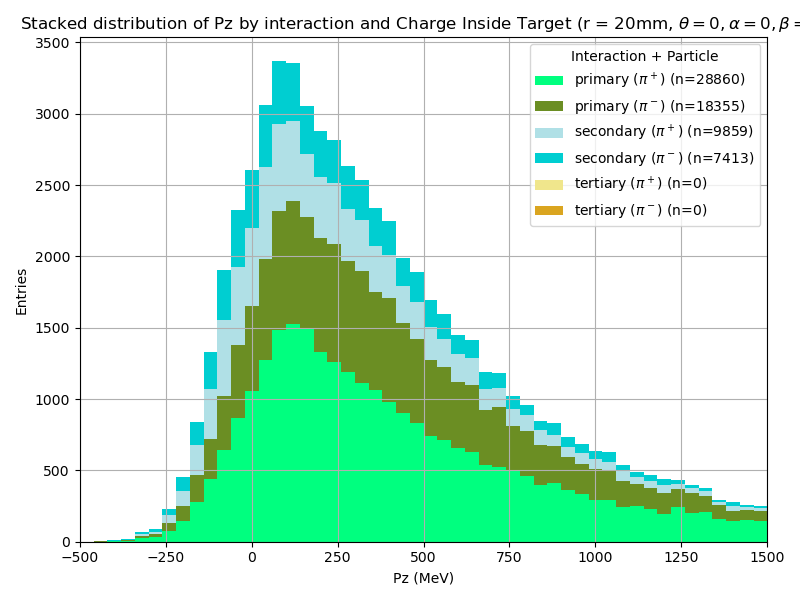 Stacked distribution of Pz by interaction and Charge Inside Target (r = 20mm, θ = 0, α = 0, β =
Interaction + Particle
primary (π⁺) (n=28860)
primary (π⁻) (n=18355)
secondary (π⁺) (n=9859)
secondary (π⁻) (n=7413)
tertiary (π⁺) (n=0)
tertiary (π⁻) (n=0)
Entries
3500
3000
2500
2000
1500
1000
500
0
−500 −250 0 250 500 750 1000 1250 1500
Pz (MeV)